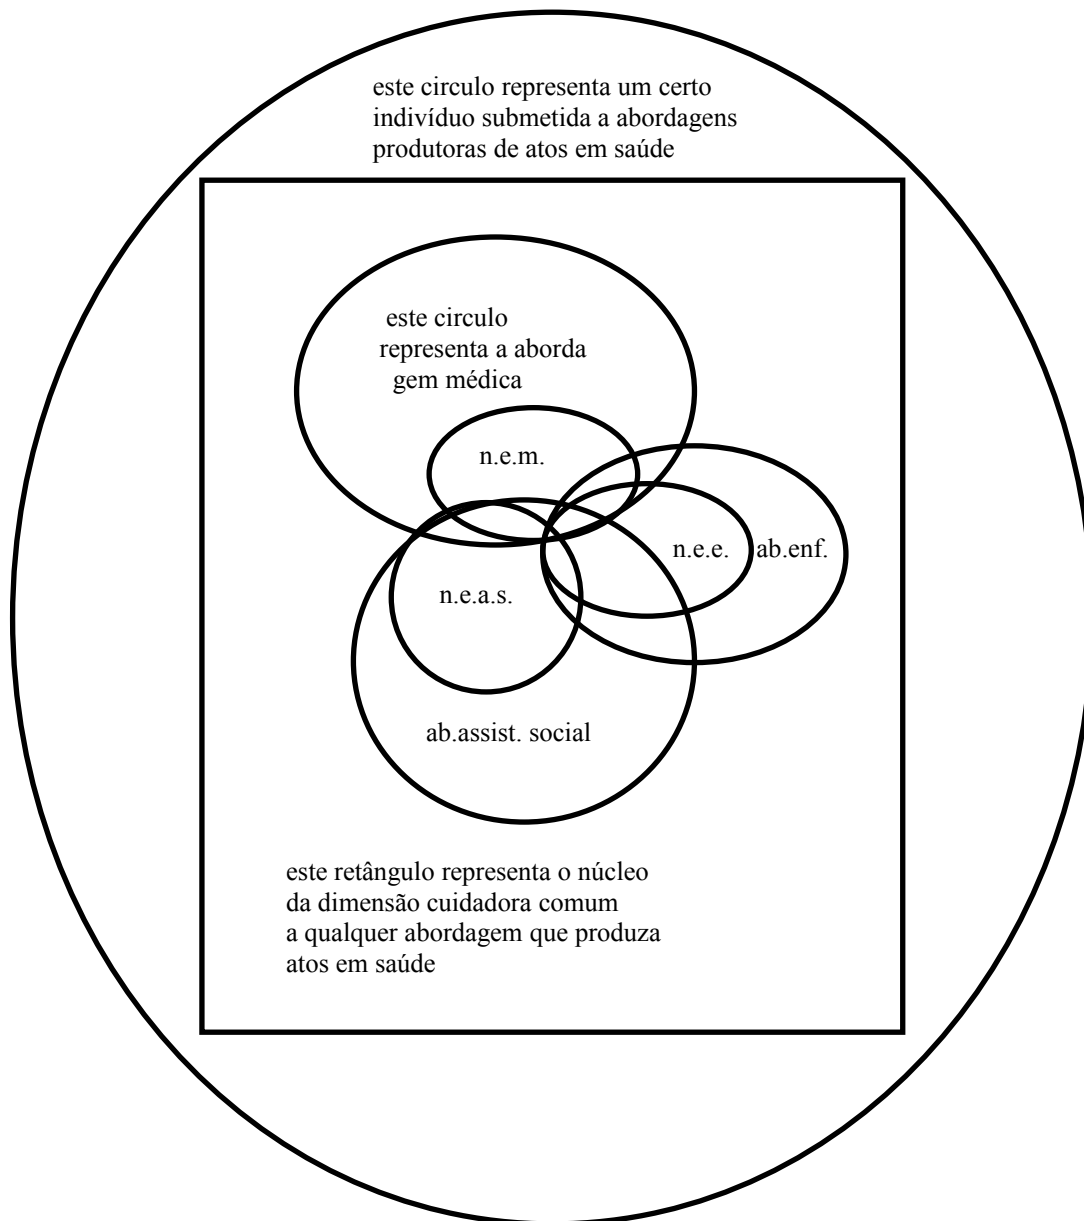 este circulo representa um certo
indivíduo submetida a abordagens
produtoras de atos em saúde
este circulo
representa a aborda
gem médica
n.e.m.
n.e.e.
ab.enf.
n.e.a.s.
ab.assist. social
este retângulo representa o núcleo
da dimensão cuidadora comum
a qualquer abordagem que produza
atos em saúde